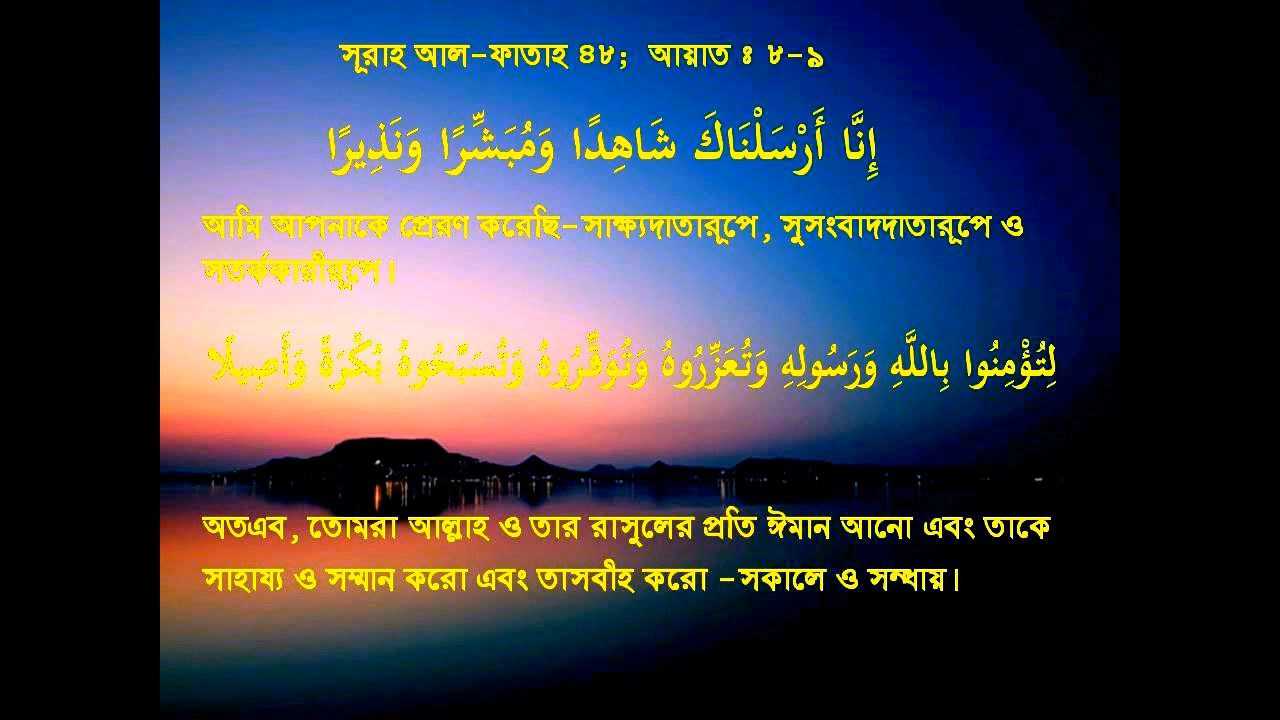 সূরাহ আল-ফাতাহ ৪৮; আয়াত ঃ ৮-৯
إِنَّا أَرْسَلْنَاكَ شَاهِدًا وَمُبَشِّرًا وَنَذِيرًا
আমি আপনাকে প্রেরণ করেছি-সাক্ষ্যদাতারূপে, সুসংবাদদাতারূপে ও
সতর্ককারীরূপে।
لِتُؤْمِنُوا بِاللَّهِ وَرَسُولِهِ وَتُعَزِّرُوهُ وَتُوَقِّرُوهُ وَتُسَبِّحُوهُ بُكْرَةً وَأَصِيلًا
অতএব, তোমরা আল্লাহ ও তার রাসুলের প্রতি ঈমান আনো এবং তাকে
সাহায্য ও সম্মান করো এবং তাসবীহ করো -সকালে ও সন্ধায়।